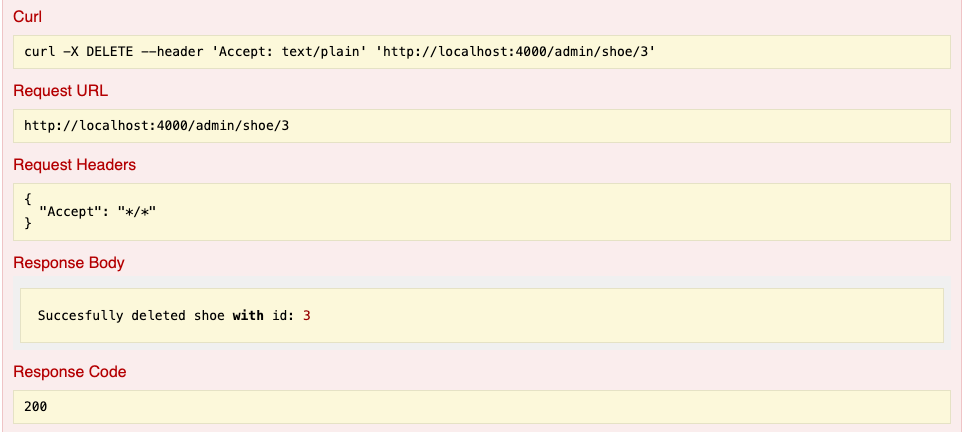 Curl
curl -X DELETE --header 'Accept: text/plain' 'http://localhost:4000/admin/shoe/3'
Request URL
http://localhost:4000/admin/shoe/3
Request Headers
{
  "Accept": "*/*"
}
Response Body
Succesfully deleted shoe with id: 3
Response Code
200